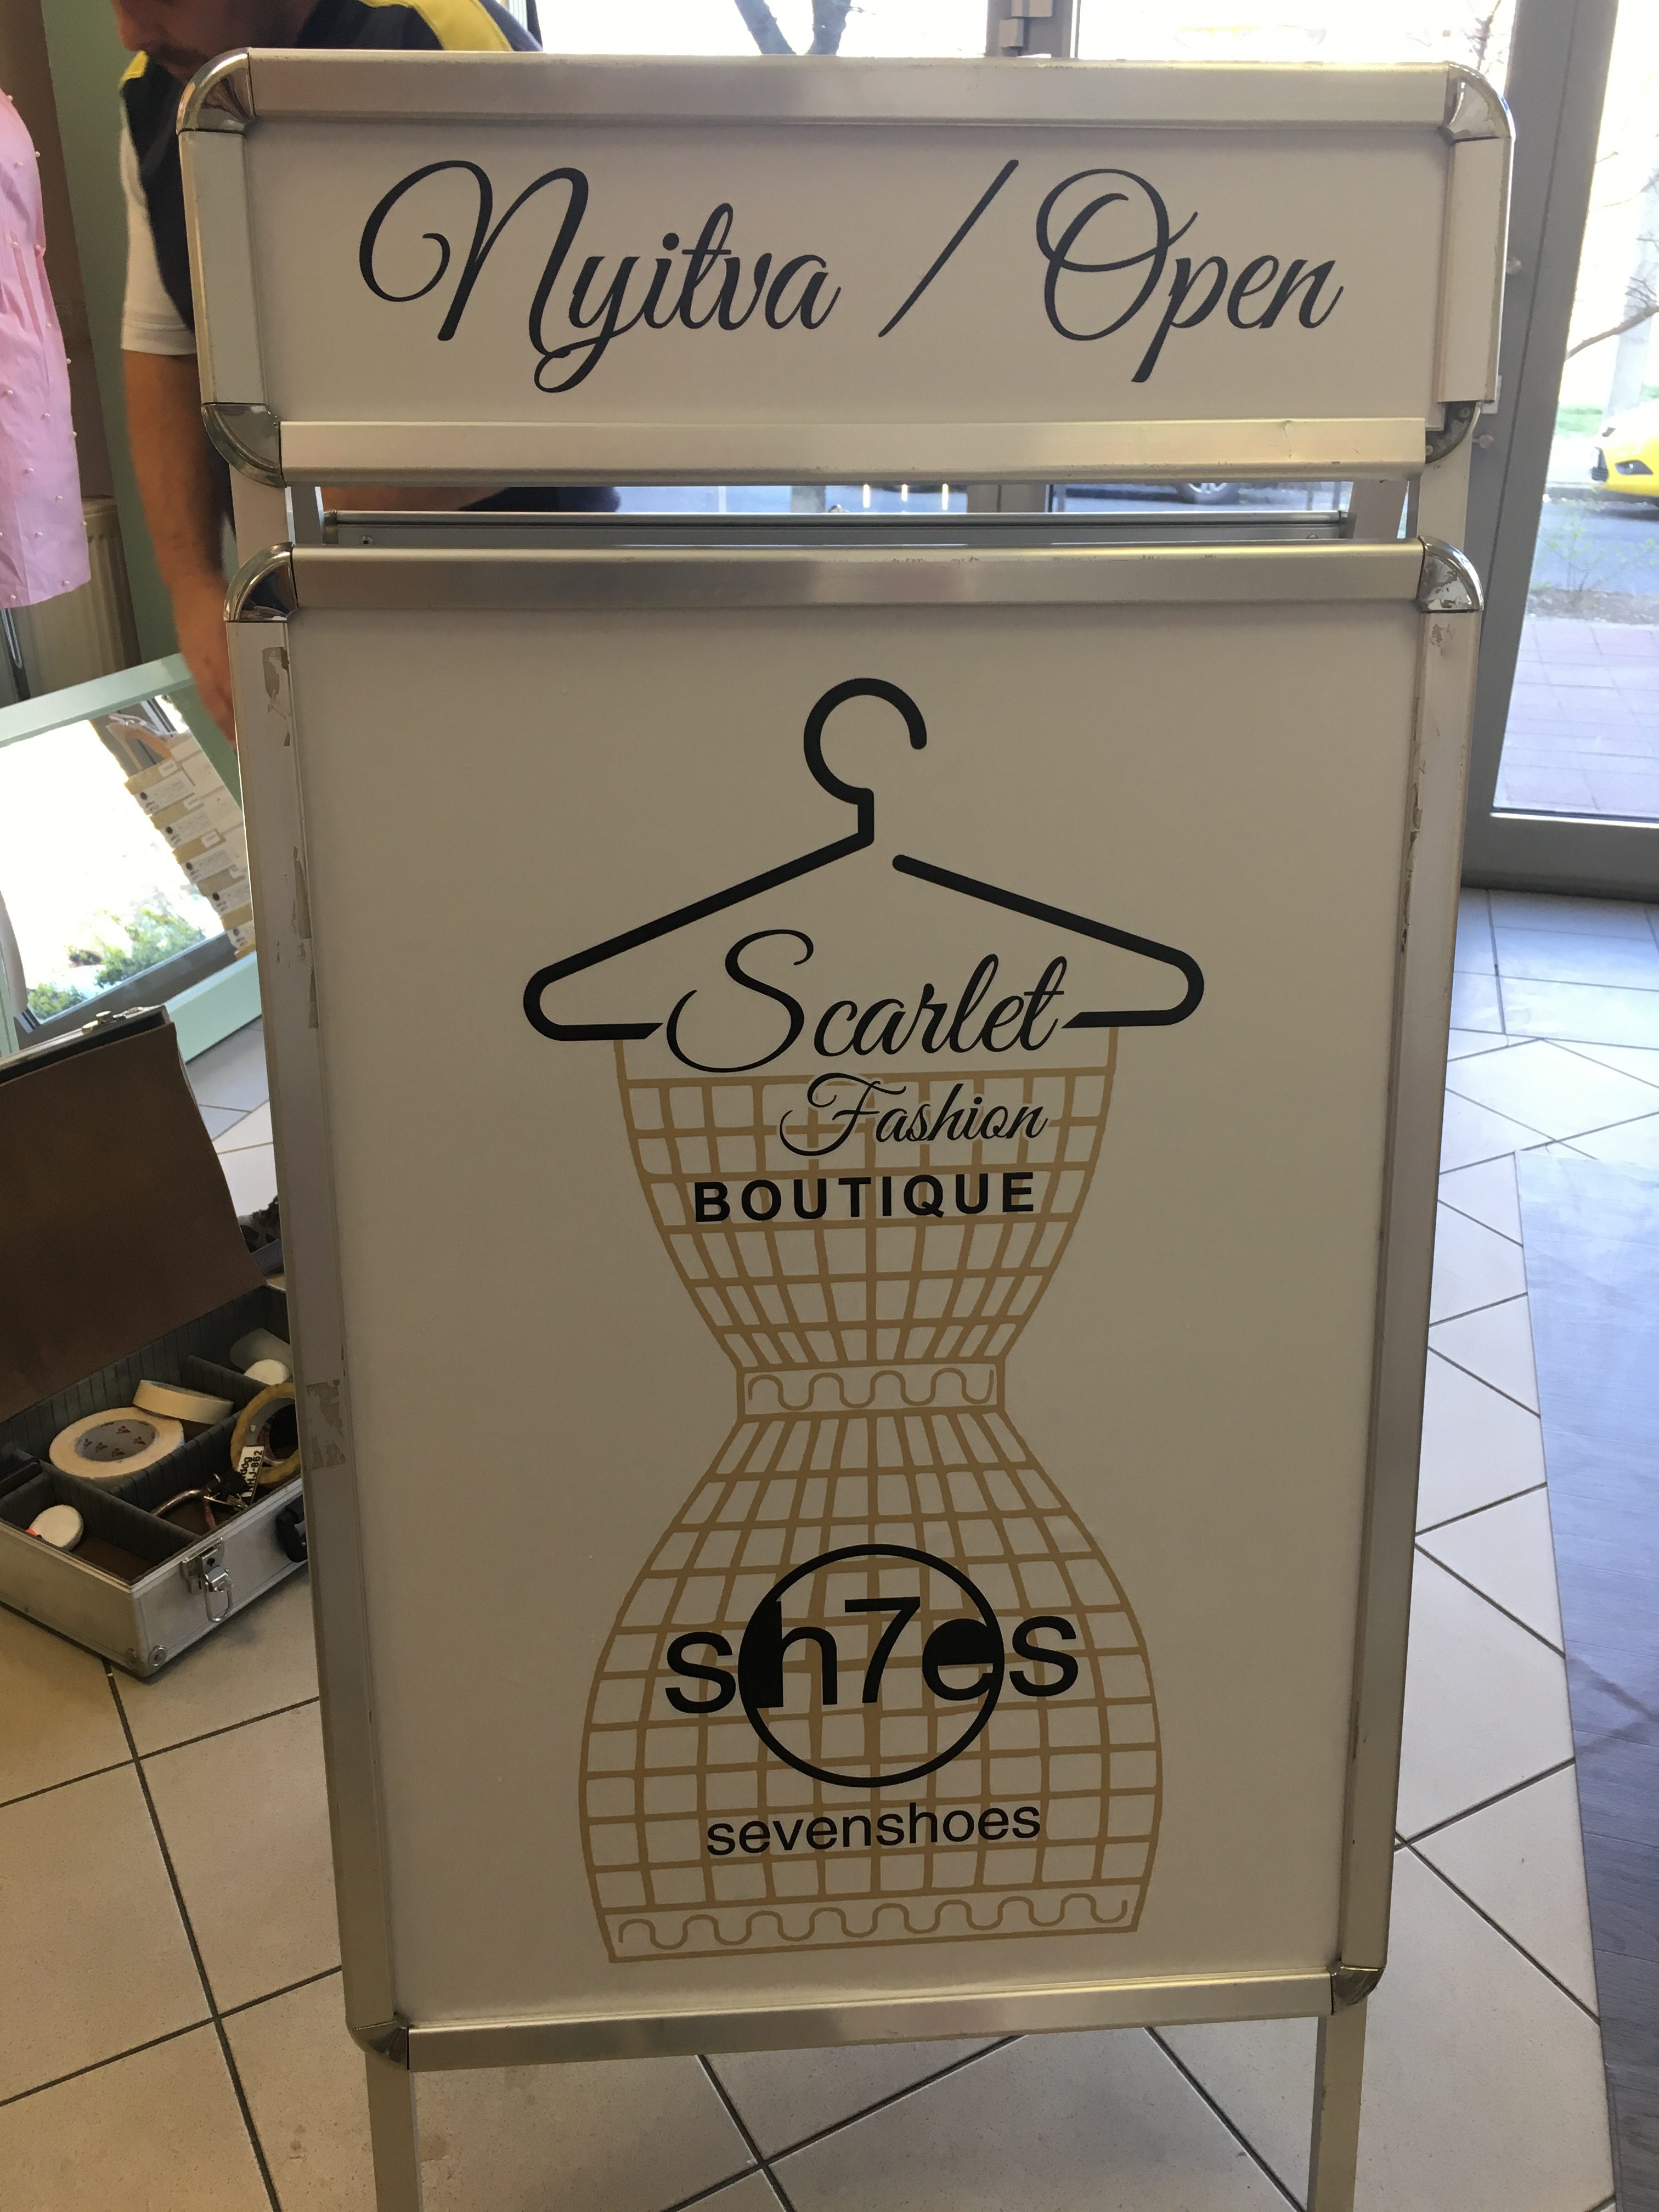 Nyitva / Open
Scarlet
Fashion
BOUTIQUE
sh7es
sevenshoes